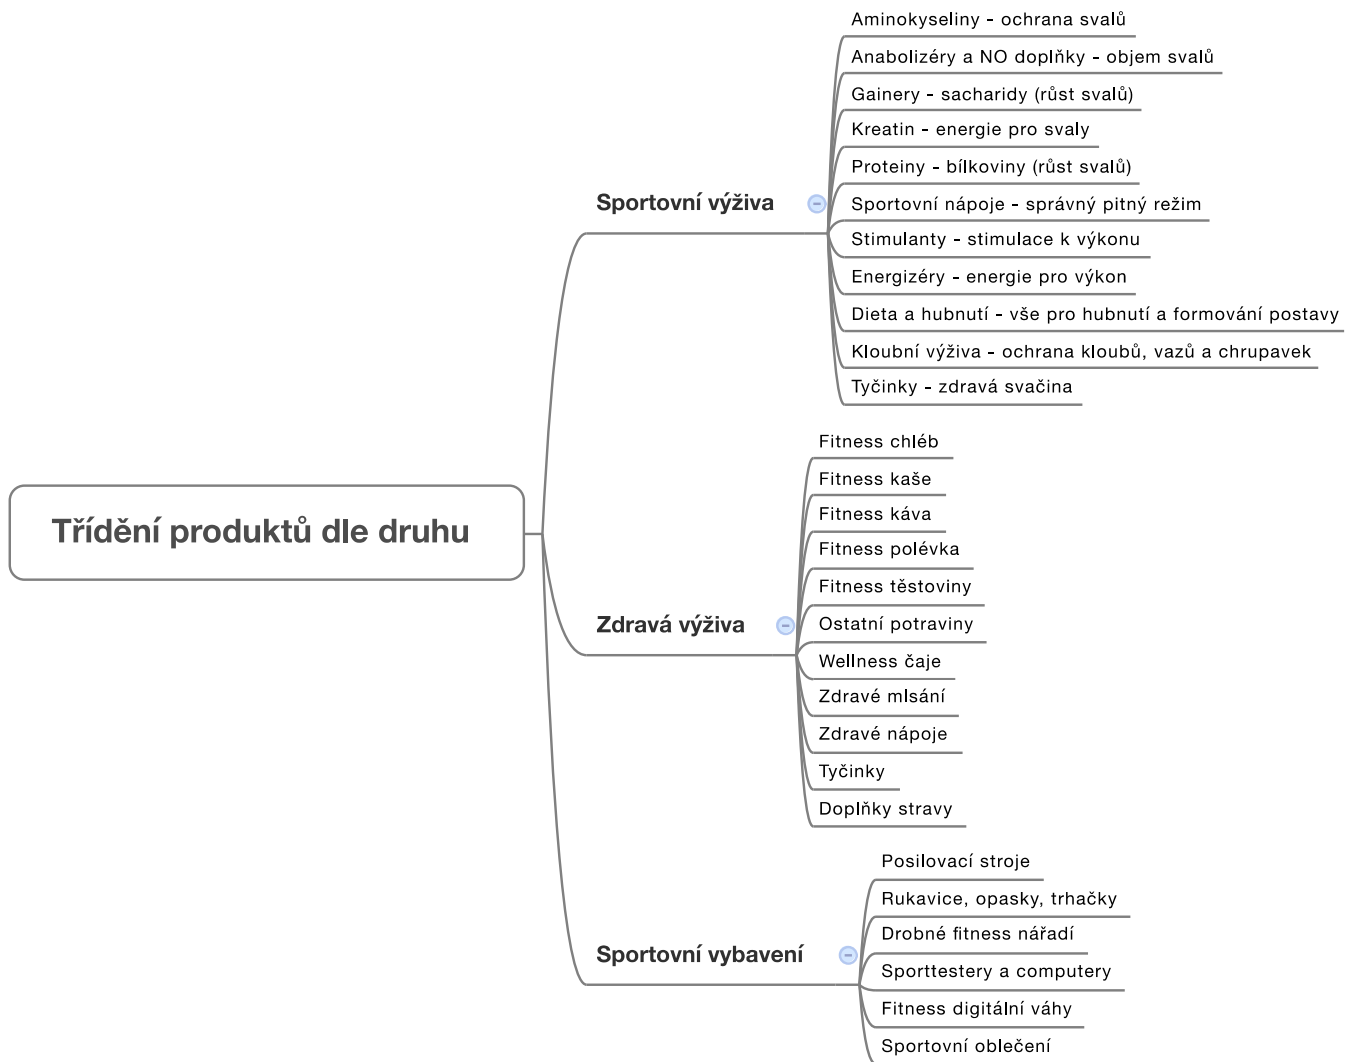 Třídění produktů dle druhu
Sportovní výživa
Aminokyseliny - ochrana svalů
Anabolizéry a NO doplňky - objem svalů
Gainery - sacharidy (růst svalů)
Kreatin - energie pro svaly
Proteiny - bílkoviny (růst svalů)
Sportovní nápoje - správný pitný režim
Stimulanty - stimulace k výkonu
Energizéry - energie pro výkon
Dieta a hubnutí - vše pro hubnutí a formování postavy
Kloubní výživa - ochrana kloubů, vazů a chrupavek
Tyčinky - zdravá svačina
Zdravá výživa
Fitness chléb
Fitness kaše
Fitness káva
Fitness polévka
Fitness těstoviny
Ostatní potraviny
Wellness čaje
Zdravé mlsání
Zdravé nápoje
Tyčinky
Doplňky stravy
Sportovní vybavení
Posilovací stroje
Rukavice, opasky, trhačky
Drobné fitness nářadí
Sporttestery a computery
Fitness digitální váhy
Sportovní oblečení